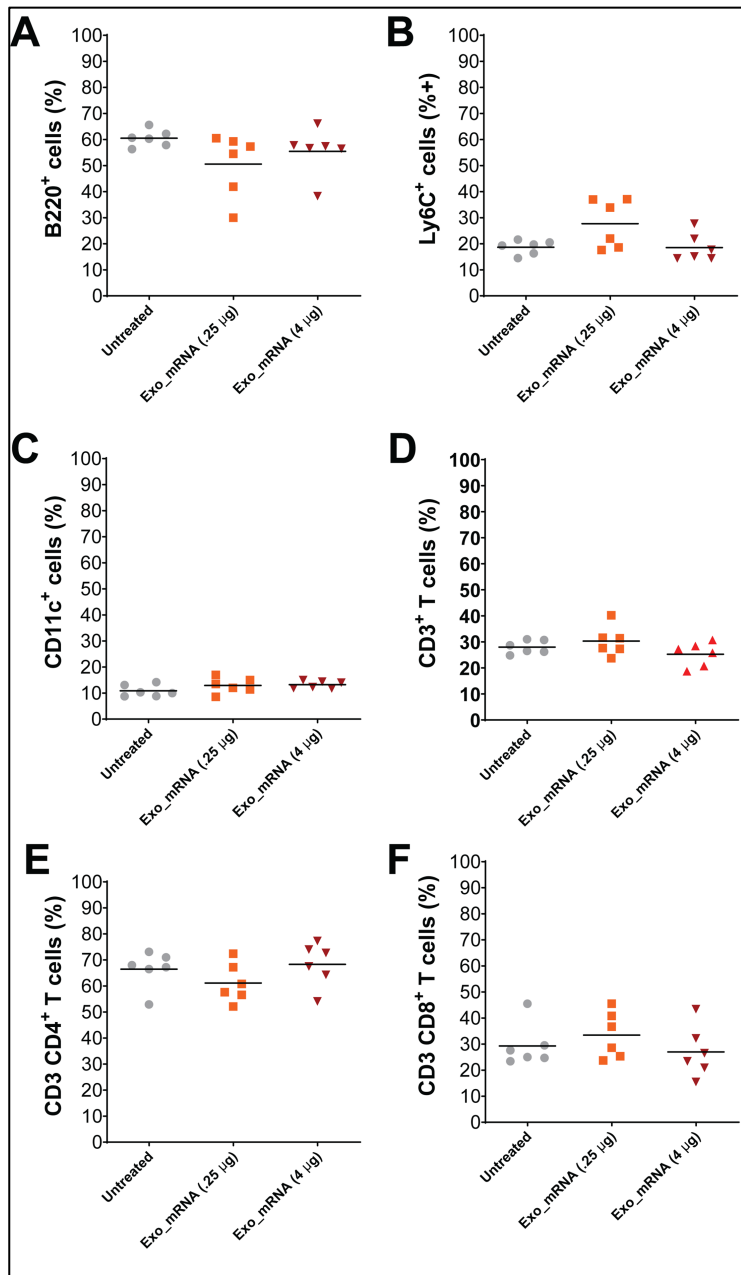 A
B220+ cells (%)
100
90
80
70
60
50
40
30
20
10
0
Untreated
Exo_mRNA (.25 µg)
Exo_mRNA (4 µg)
B
Ly6C+ cells (%+)
100
90
80
70
60
50
40
30
20
10
0
Untreated
Exo_mRNA (.25 µg)
Exo_mRNA (4 µg)
C
CD11c+ cells (%)
100
90
80
70
60
50
40
30
20
10
0
Untreated
Exo_mRNA (.25 µg)
Exo_mRNA (4 µg)
D
CD3+ T cells (%)
100
90
80
70
60
50
40
30
20
10
0
Untreated
Exo_mRNA (.25 µg)
Exo_mRNA (4 µg)
E
CD3 CD4+ T cells (%)
100
90
80
70
60
50
40
30
20
10
0
Untreated
Exo_mRNA (.25 µg)
Exo_mRNA (4 µg)
F
CD3 CD8+ T cells (%)
100
90
80
70
60
50
40
30
20
10
0
Untreated
Exo_mRNA (.25 µg)
Exo_mRNA (4 µg)